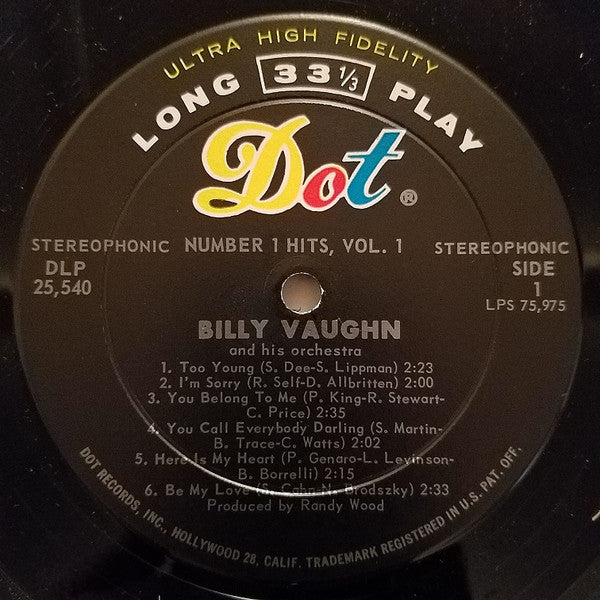 ULTRA HIGH FIDELITY
LONG 33 1/3 PLAY
Dot®
STEREOPHONIC NUMBER 1 HITS, VOL. 1 STEREOPHONIC
DLP SIDE
25,540 1
LPS 75,975
BILLY VAUGHN
and his orchestra
1. Too Young (S. Dee-S. Lippman) 2:23
2. I'm Sorry (R. Self-D. Allbritten) 2:00
3. You Belong To Me (P. King-R. Stewart-
C. Price) 2:35
4. You Call Everybody Darling (S. Martin-
B. Trace-C. Watts) 2:02
5. Here Is My Heart (P. Genaro-L. Levinson-
B. Borrelli) 2:15
6. Be My Love (S. Cahn-N. Brodszky) 2:33
Produced by Randy Wood
DOT RECORDS, INC., HOLLYWOOD 28, CALIF. TRADEMARK REGISTERED IN U.S. PAT. OFF.